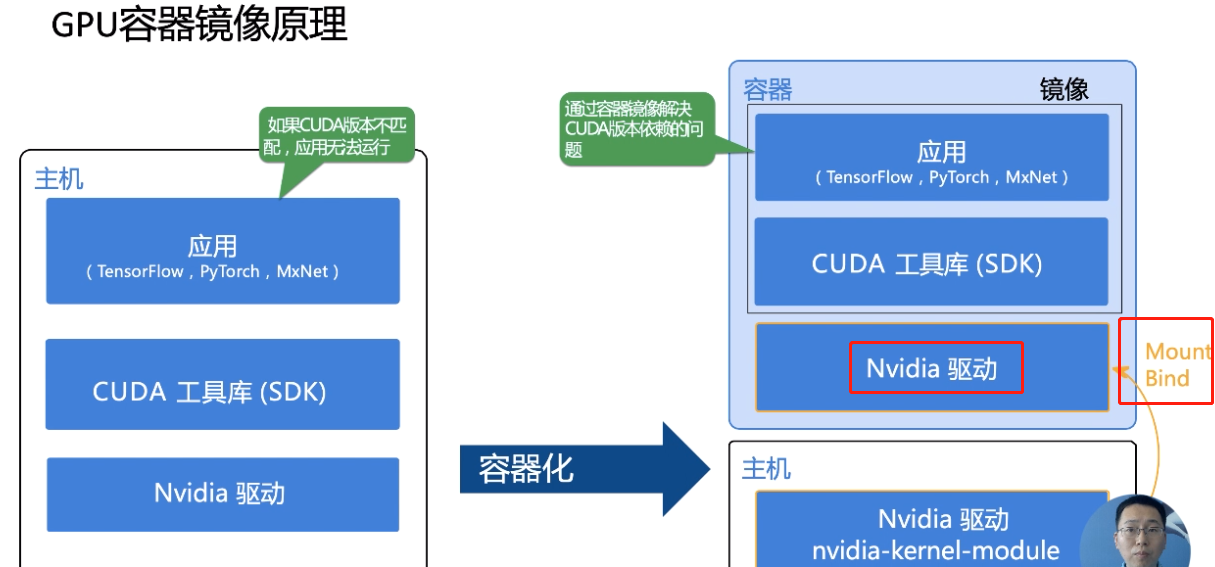 GPU容器镜像原理
如果CUDA版本不匹
配，应用无法运行
主机
应用
（TensorFlow，PyTorch，MxNet）
CUDA 工具库 (SDK)
Nvidia 驱动
容器化
通过容器镜像解决
CUDA版本依赖的问
题
容器
镜像
应用
（TensorFlow，PyTorch，MxNet）
CUDA 工具库 (SDK)
Nvidia 驱动
Mount
Bind
主机
Nvidia 驱动
nvidia-kernel-module